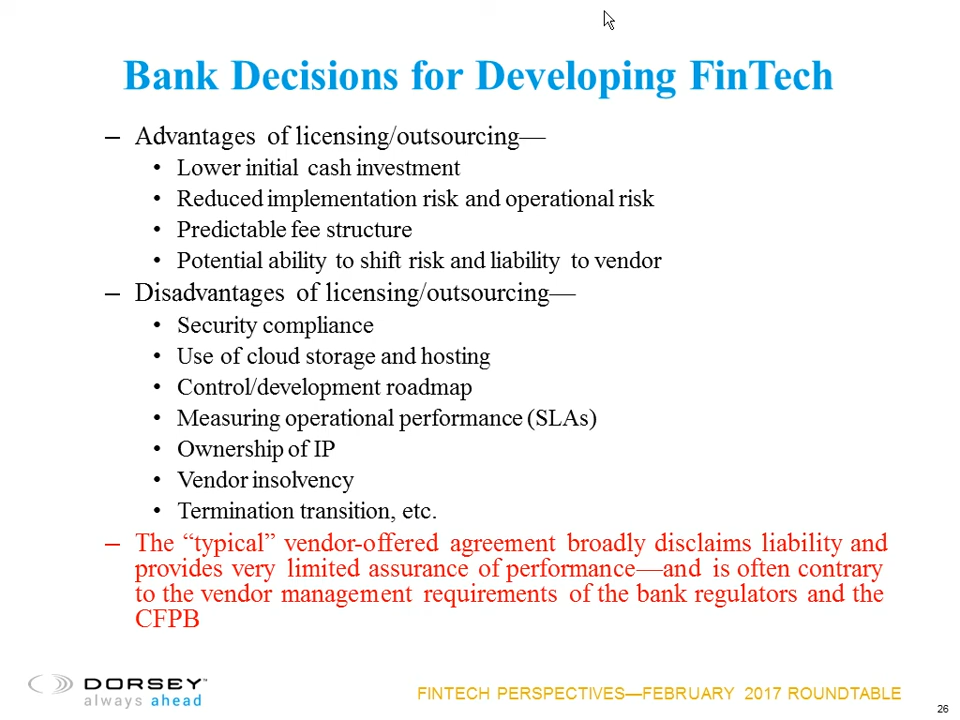 Bank Decisions for Developing FinTech
– Advantages of licensing/outsourcing—
• Lower initial cash investment
• Reduced implementation risk and operational risk
• Predictable fee structure
• Potential ability to shift risk and liability to vendor
– Disadvantages of licensing/outsourcing—
• Security compliance
• Use of cloud storage and hosting
• Control/development roadmap
• Measuring operational performance (SLAs)
• Ownership of IP
• Vendor insolvency
• Termination transition, etc.
– The “typical” vendor-offered agreement broadly disclaims liability and
provides very limited assurance of performance—and is often contrary
to the vendor management requirements of the bank regulators and the
CFPB
DORSEY™
always ahead
FINTECH PERSPECTIVES—FEBRUARY 2017 ROUNDTABLE
26